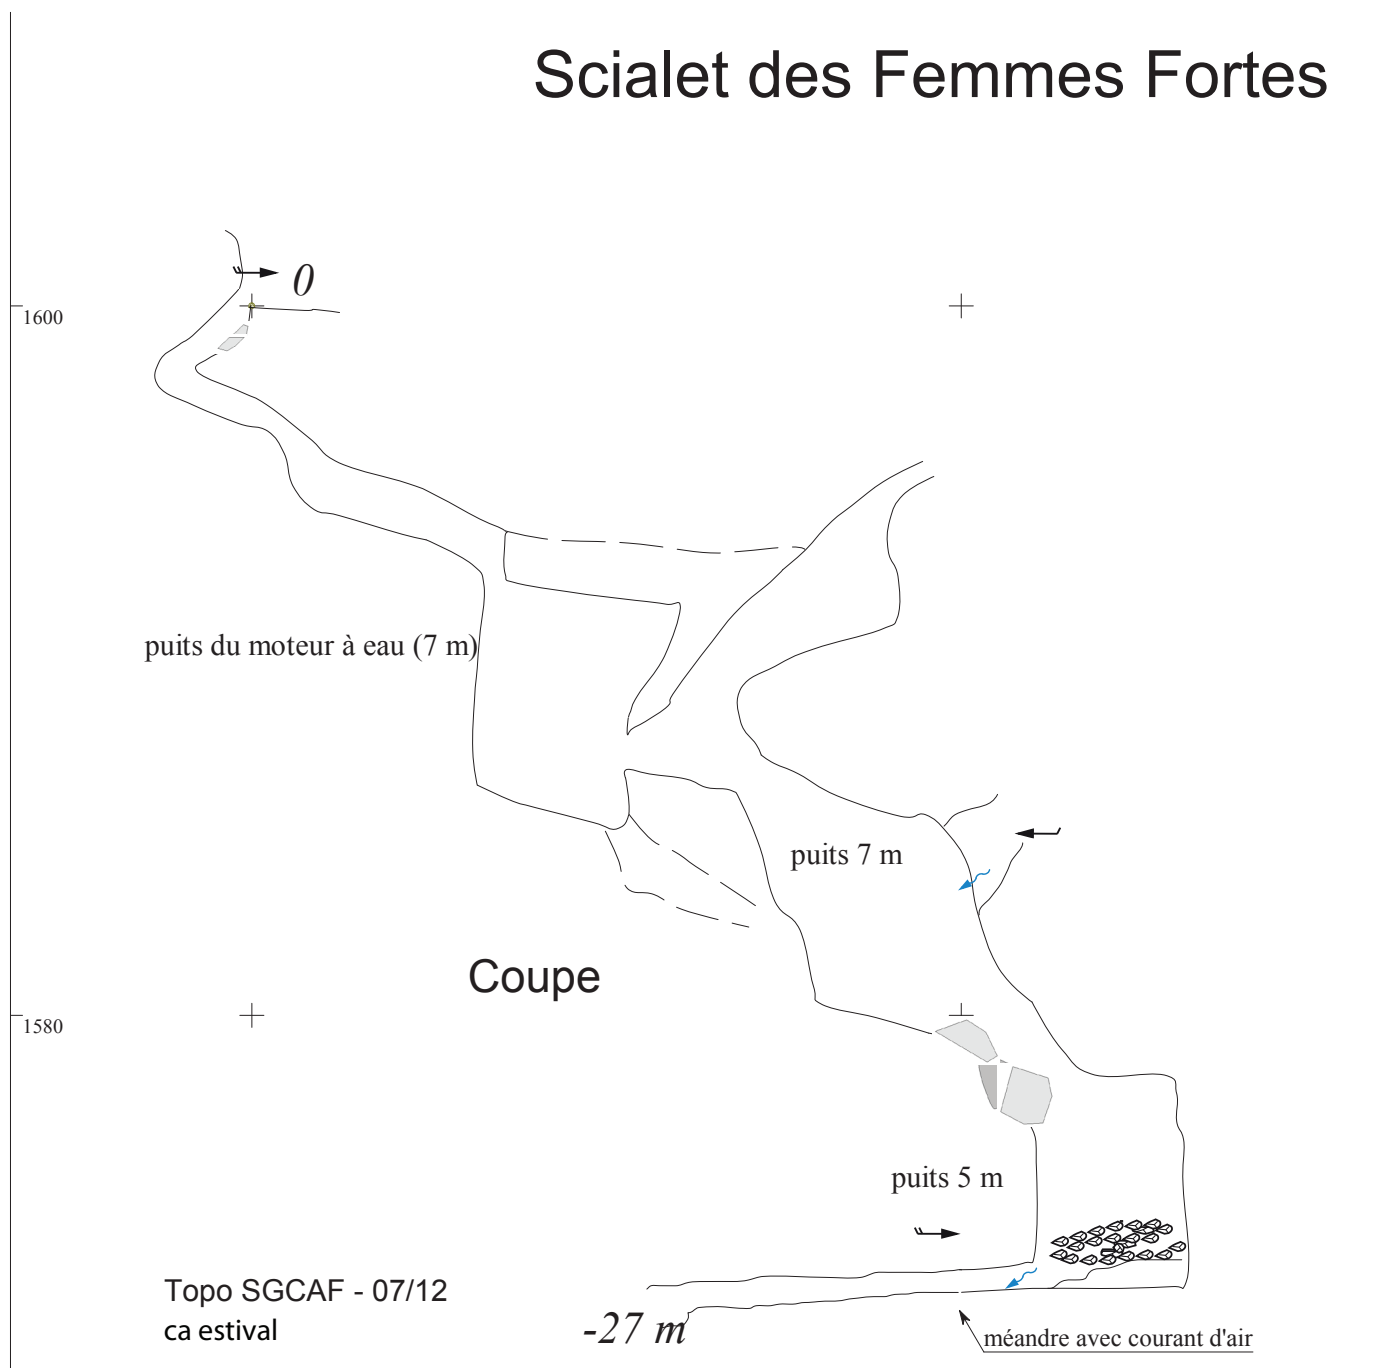 Scialet des Femmes Fortes
0
1600
puits du moteur à eau (7 m)
puits 7 m
Coupe
1580
puits 5 m
Topo SGCAF - 07/12
ca estival
-27 m
méandre avec courant d'air